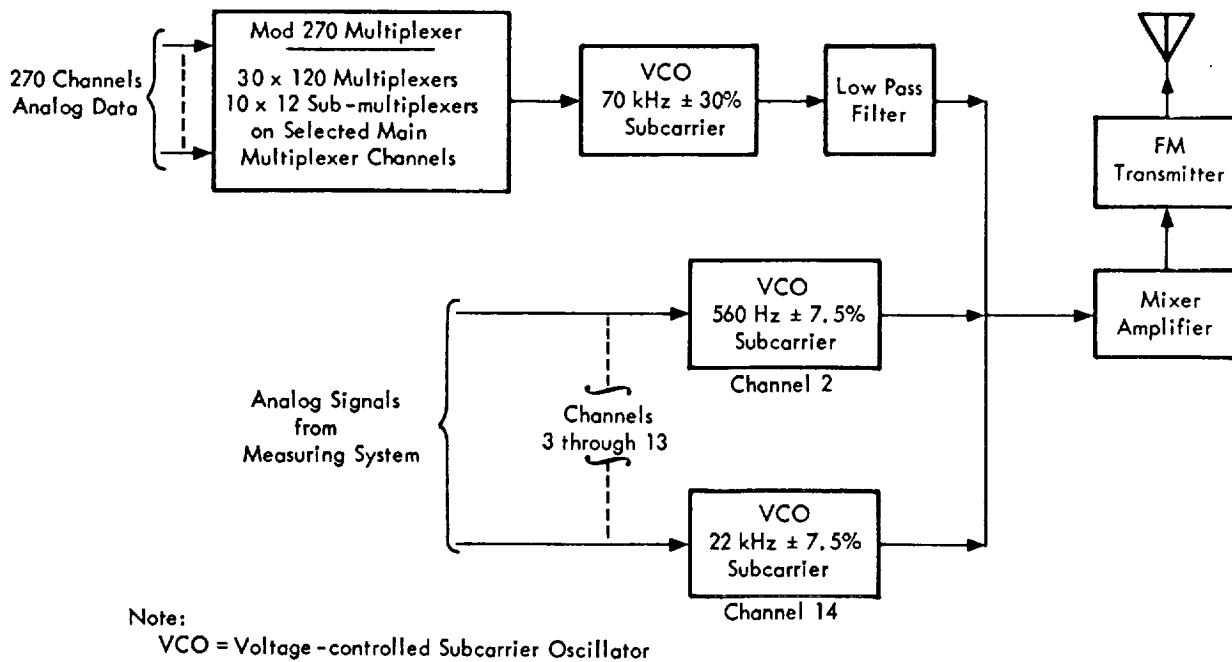 270 Channels
Analog Data
Mod 270 Multiplexer
30 x 120 Multiplexers
10 x 12 Sub-multiplexers
on Selected Main
Multiplexer Channels
VCO
70 kHz ± 30%
Subcarrier
Low Pass
Filter
FM
Transmitter
Mixer
Amplifier
VCO
560 Hz ± 7.5%
Subcarrier
Channel 2
Analog Signals
from
Measuring System
Channels
3 through 13
VCO
22 kHz ± 7.5%
Subcarrier
Channel 14
Note:
VCO = Voltage-controlled Subcarrier Oscillator